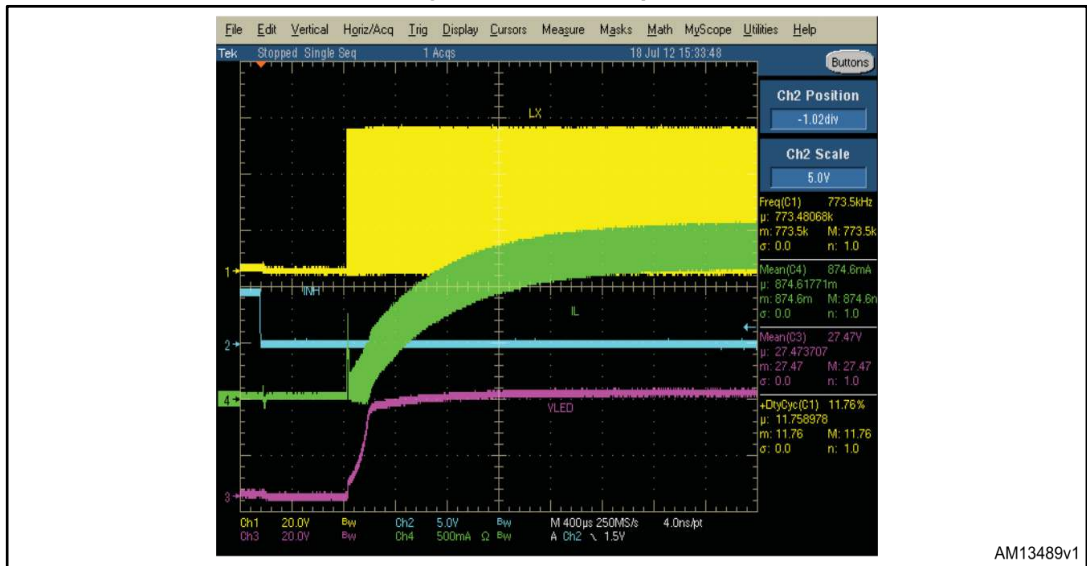 File Edit Vertical Horiz/Acq Trig Display Cursors Measure Masks Math MyScope Utilities Help
Tek Stopped Single Seq 1 Acqs 18 Jul 12 15:33:48
Buttons
Ch2 Position
-1.02div
Ch2 Scale
5.0V
LX
Freq(C1) 773.5kHz
µ: 773.48068k
m: 773.5k M: 773.5k
σ: 0.0 n: 1.0
1
Mean(C4) 874.6mA
µ: 874.61771m
m: 874.6m M: 874.6m
σ: 0.0 n: 1.0
INH
IL
2
Mean(C3) 27.47V
µ: 27.473707
m: 27.47 M: 27.47
σ: 0.0 n: 1.0
4
VLED
+DtyCyc(C1) 11.76%
µ: 11.758978
m: 11.76 M: 11.76
σ: 0.0 n: 1.0
3
Ch1 20.0V Bw Ch2 5.0V Bw M 400µs 250MS/s 4.0ns/pt
Ch3 20.0V Bw Ch4 500mA Ω Bw A Ch2 \ 1.5V
AM13489v1